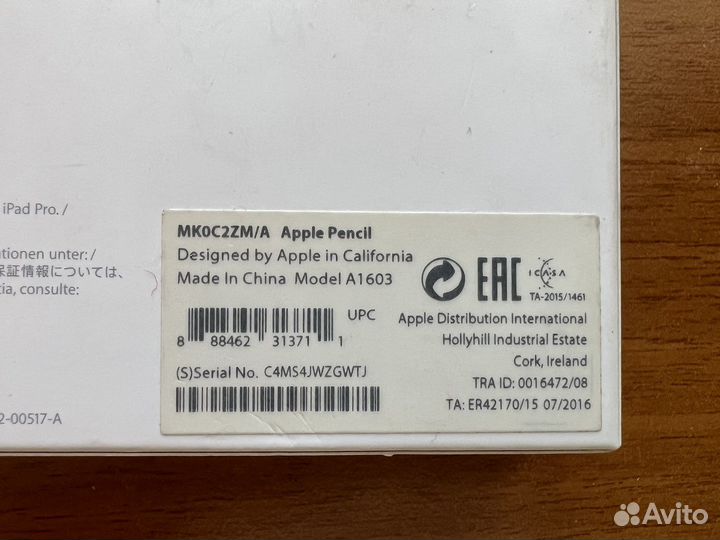 iPad Pro. /
tionen unter: /
保証情報については、
tia, consulte:
2-00517-A
MK0C2ZM/A Apple Pencil
Designed by Apple in California
Made In China Model A1603
8 88462 31371 1
UPC
(S)Serial No. C4MS4JWZGWTJ
EAC
ICASA
TA-2015/1461
Apple Distribution International
Hollyhill Industrial Estate
Cork, Ireland
TRA ID: 0016472/08
TA: ER42170/15 07/2016
Avito